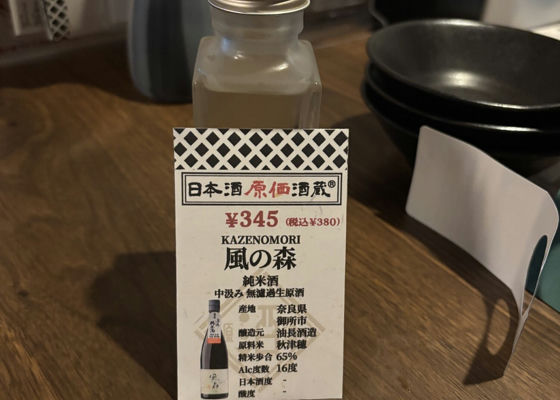 日本酒原価酒蔵®
¥345（税込¥380）
KAZENOMORI
風の森
純米酒
中汲み 無濾過生原酒
産地 奈良県
御所市
醸造元 油長酒造
原料米 秋津穂
精米歩合 65%
Alc度数 16度
日本酒度 -
酸度 -